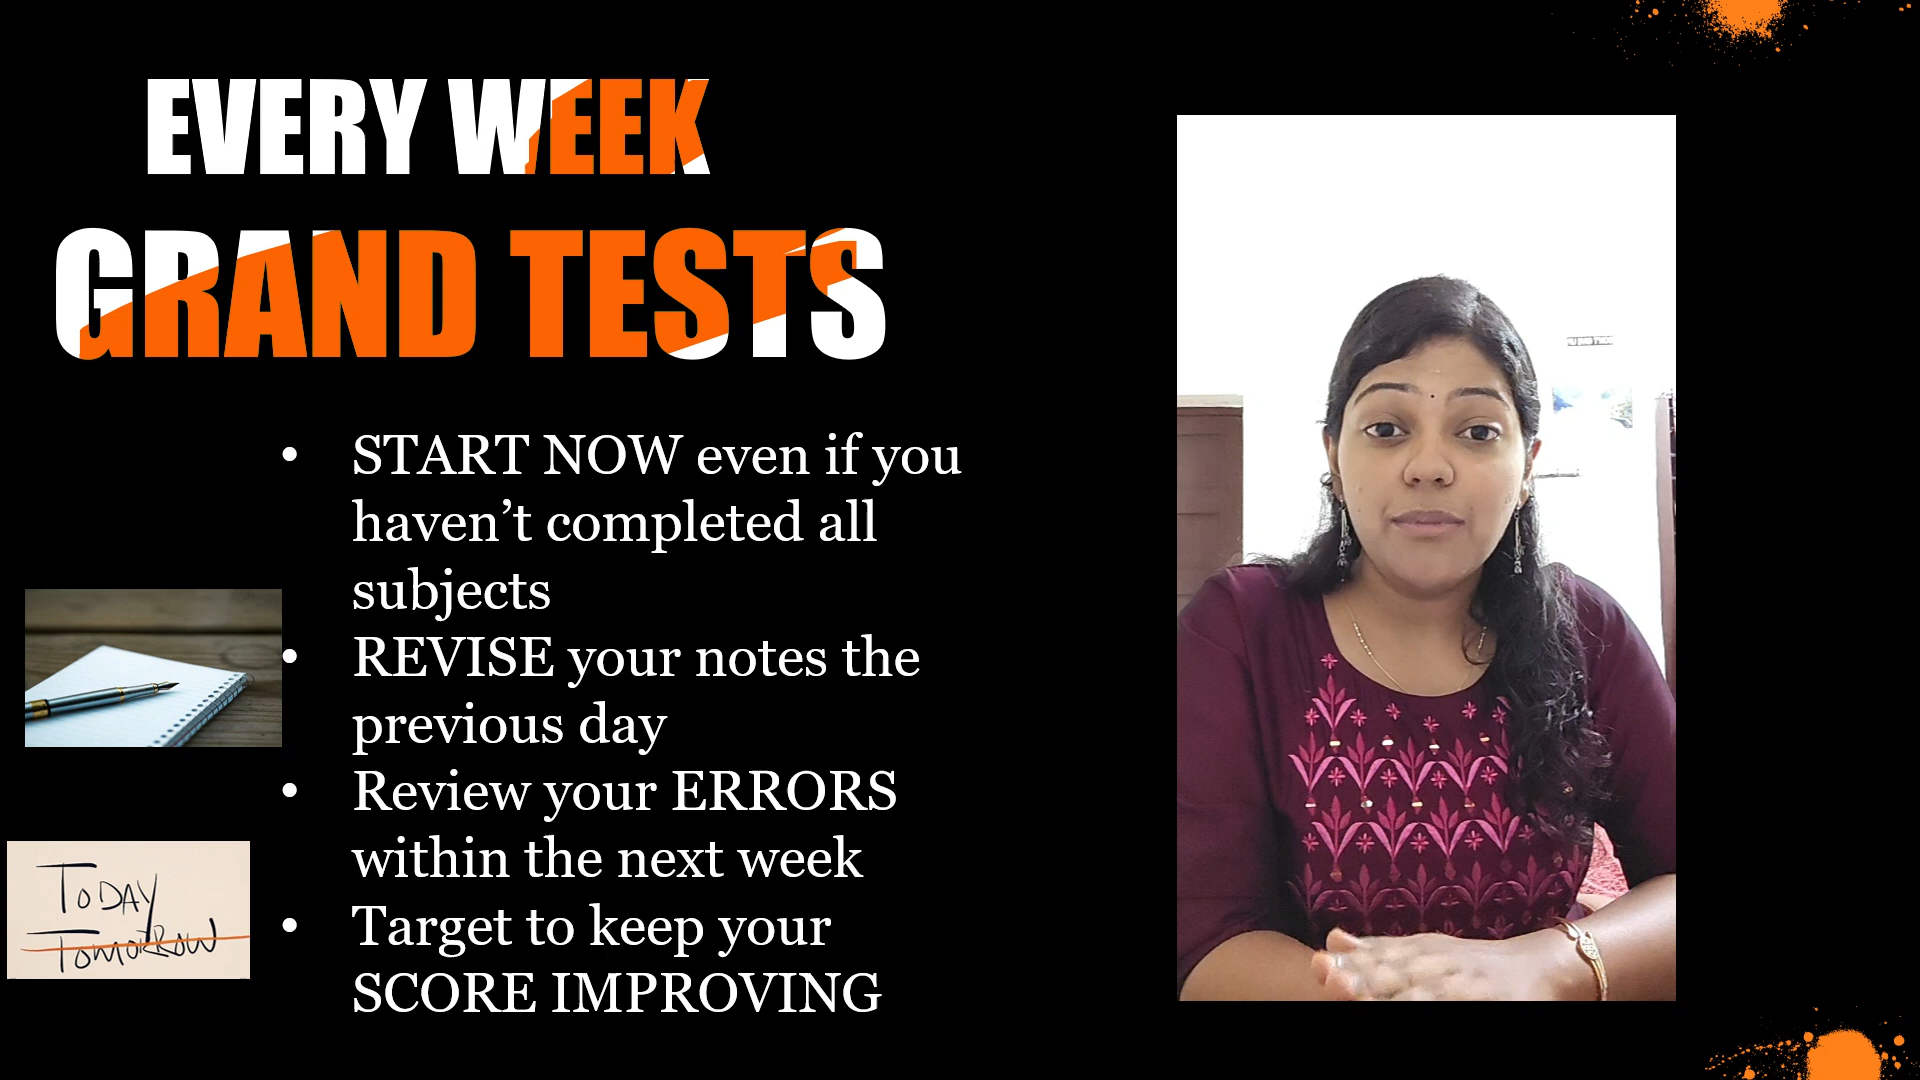 EVERY WEEK
GRAND TESTS
• START NOW even if you
haven’t completed all
subjects
• REVISE your notes the
previous day
• Review your ERRORS
within the next week
• Target to keep your
SCORE IMPROVING
TODAY
TOMORROW